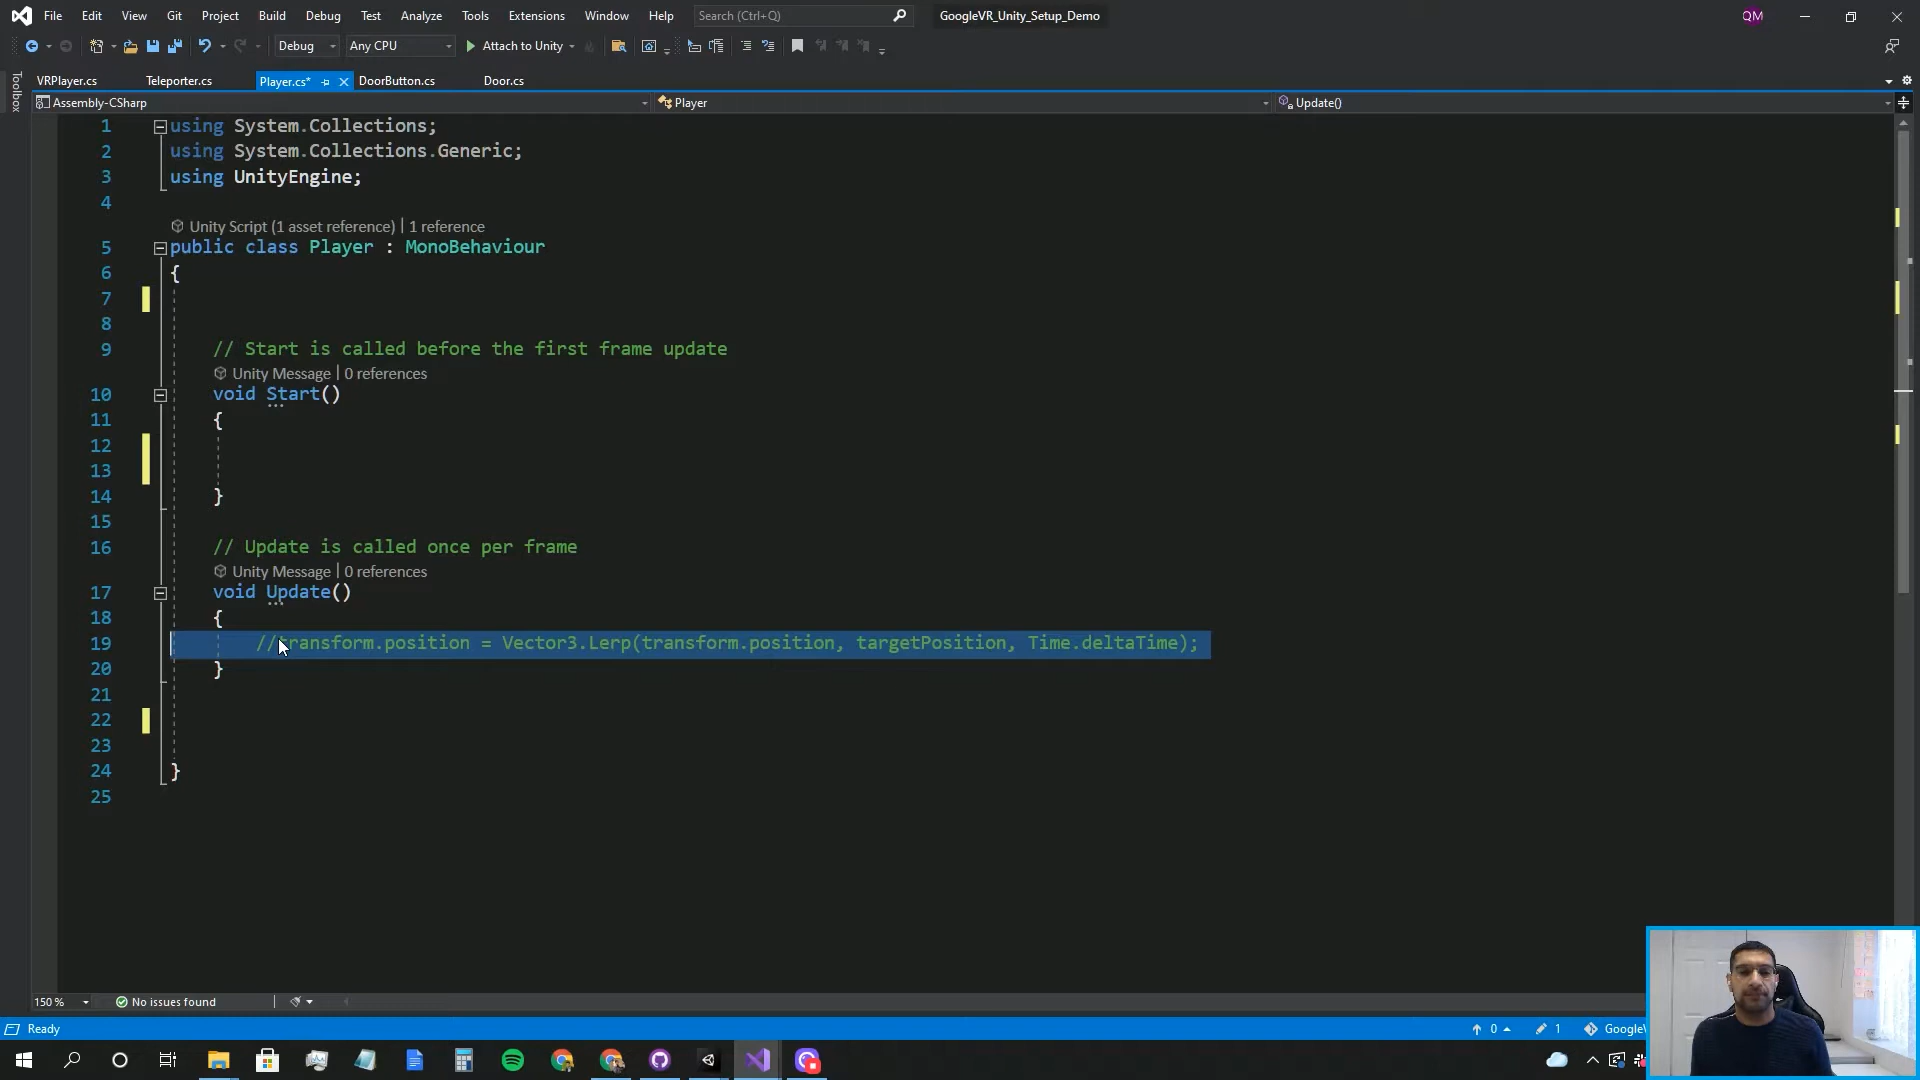 File Edit View Git Project Build Debug Test Analyze Tools Extensions Window Help Search (Ctrl+Q) GoogleVR_Unity_Setup_Demo QM
Debug Any CPU Attach to Unity
Toolbox
VRPlayer.cs Teleporter.cs Player.cs* DoorButton.cs Door.cs
Assembly-CSharp Player Update()
1 using System.Collections;
2 using System.Collections.Generic;
3 using UnityEngine;
4
Unity Script (1 asset reference) | 1 reference
5 public class Player : MonoBehaviour
6 {
7
8
9 // Start is called before the first frame update
Unity Message | 0 references
10 void Start()
11 {
12
13
14 }
15
16 // Update is called once per frame
Unity Message | 0 references
17 void Update()
18 {
19 //transform.position = Vector3.Lerp(transform.position, targetPosition, Time.deltaTime);
20 }
21
22
23
24 }
25
150 % No issues found
Ready 0 1 GoogleV